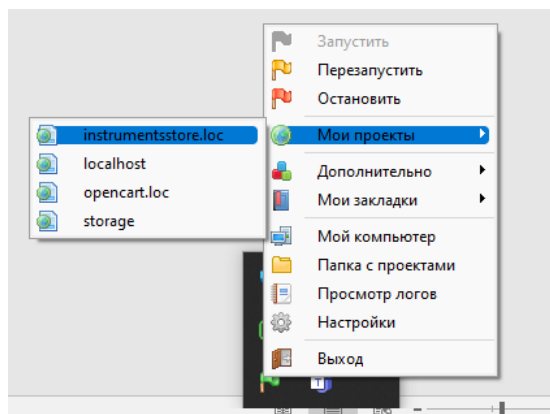 Запустить
Перезапустить
Остановить
Мои проекты
instrumentsstore.loc
localhost
opencart.loc
storage
Дополнительно
Мои закладки
Мой компьютер
Папка с проектами
Просмотр логов
Настройки
Выход